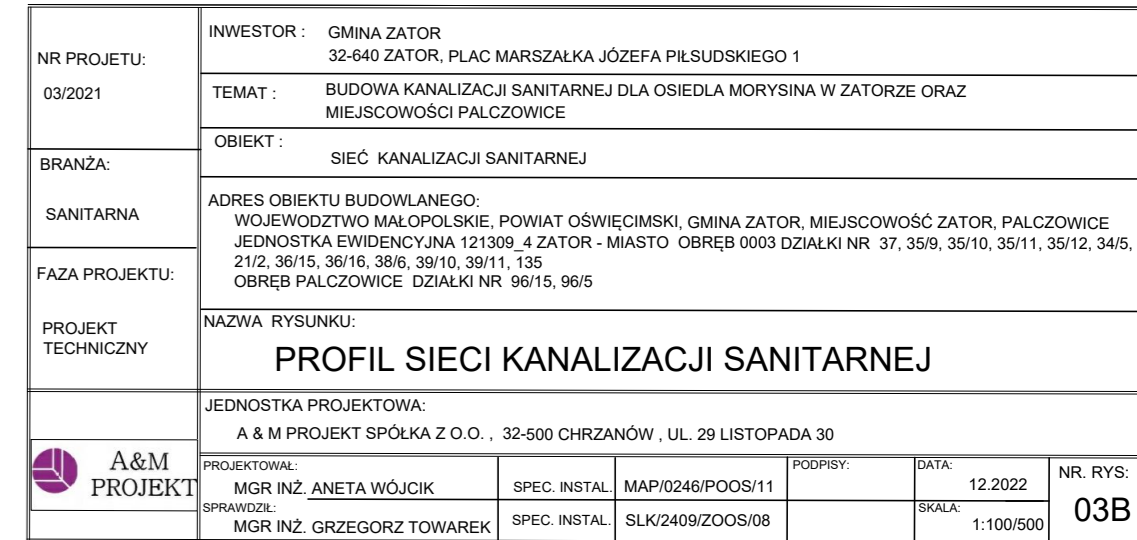 NR PROJETU:
03/2021
INWESTOR : GMINA ZATOR
32-640 ZATOR, PLAC MARSZAŁKA JÓZEFA PIŁSUDSKIEGO 1
TEMAT : BUDOWA KANALIZACJI SANITARNEJ DLA OSIEDLA MORYSINA W ZATORZE ORAZ
MIEJSCOWOŚCI PALCZOWICE
OBIEKT :
SIEĆ KANALIZACJI SANITARNEJ
BRANŻA:
SANITARNA
ADRES OBIEKTU BUDOWLANEGO:
WOJEWODZTWO MAŁOPOLSKIE, POWIAT OŚWIĘCIMSKI, GMINA ZATOR, MIEJSCOWOŚĆ ZATOR, PALCZOWICE
JEDNOSTKA EWIDENCYJNA 121309_4 ZATOR - MIASTO OBRĘB 0003 DZIAŁKI NR 37, 35/9, 35/10, 35/11, 35/12, 34/5,
21/2, 36/15, 36/16, 38/6, 39/10, 39/11, 135
OBRĘB PALCZOWICE DZIAŁKI NR 96/15, 96/5
FAZA PROJEKTU:
PROJEKT
TECHNICZNY
NAZWA RYSUNKU:
PROFIL SIECI KANALIZACJI SANITARNEJ
JEDNOSTKA PROJEKTOWA:
A & M PROJEKT SPÓŁKA Z O.O. , 32-500 CHRZANÓW , UL. 29 LISTOPADA 30
A&M
PROJEKT
PROJEKTOWAŁ:
MGR INŻ. ANETA WÓJCIK SPEC. INSTAL. MAP/0246/POOS/11
PODPISY:
DATA:
12.2022
SPRAWDZIŁ:
MGR INŻ. GRZEGORZ TOWAREK SPEC. INSTAL. SLK/2409/ZOOS/08
SKALA:
1:100/500
NR. RYS:
03B